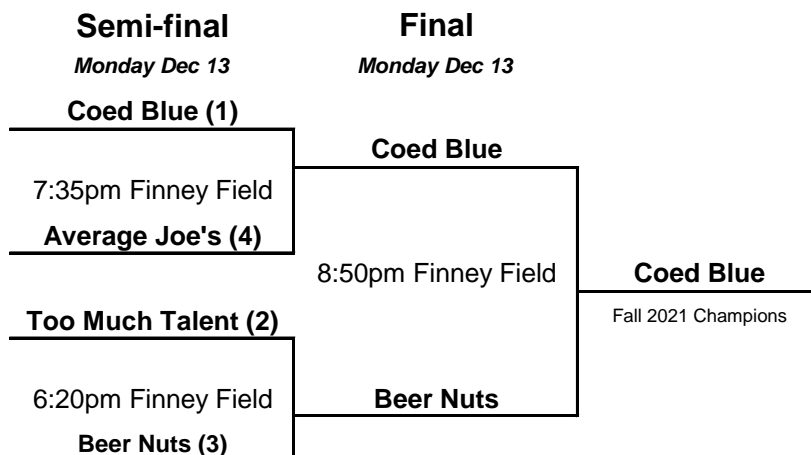 Semi-final
Final
Monday Dec 13
Monday Dec 13
Coed Blue (1)
Coed Blue
7:35pm Finney Field
Average Joe's (4)
8:50pm Finney Field
Coed Blue
Fall 2021 Champions
Too Much Talent (2)
6:20pm Finney Field
Beer Nuts
Beer Nuts (3)